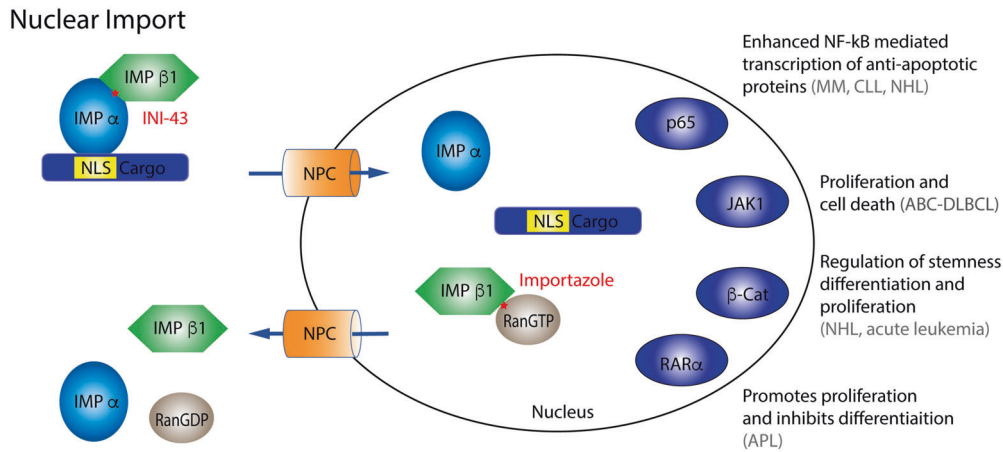 Nuclear Import
IMP β1
IMP α
INI-43
NLS Cargo
NPC
IMP α
NLS Cargo
IMP β1
Importazole
RanGTP
IMP β1
NPC
IMP α
RanGDP
Nucleus
p65
JAK1
β-Cat
RARα
Enhanced NF-kB mediated
transcription of anti-apoptotic
proteins (MM, CLL, NHL)
Proliferation and
cell death (ABC-DLBCL)
Regulation of stemness
differentiation and
proliferation
(NHL, acute leukemia)
Promotes proliferation
and inhibits differentiaition
(APL)